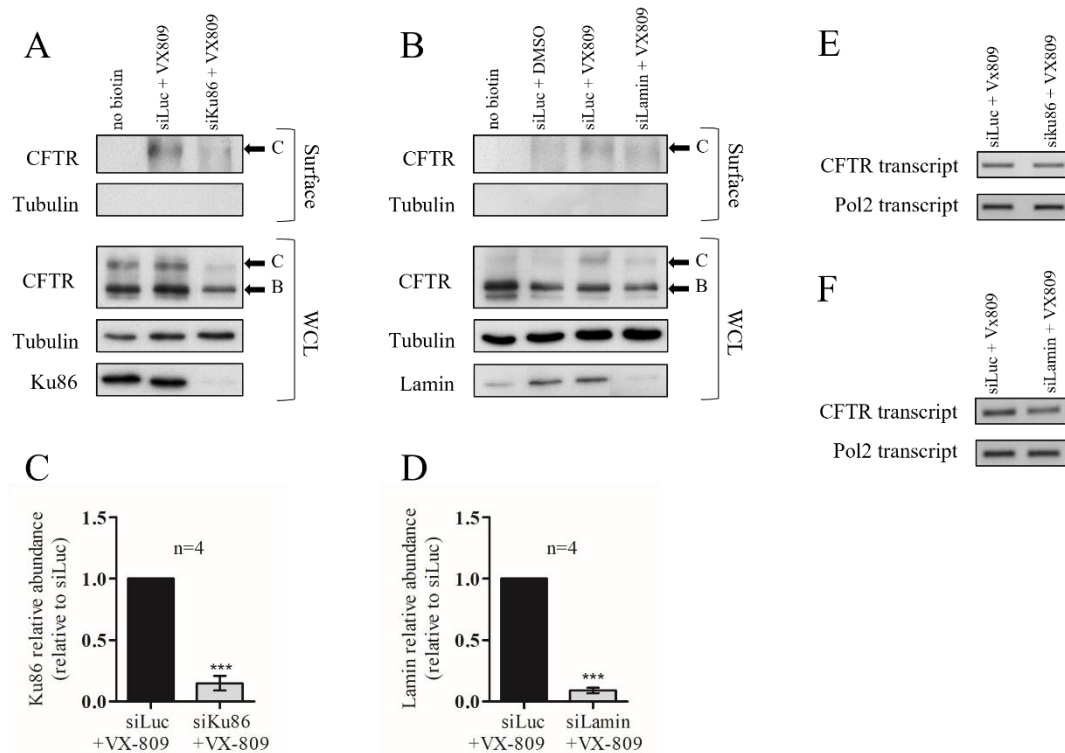 A
no biotin
siLuc + VX809
siKu86 + VX809
CFTR
C
Tubulin
Surface
CFTR
C
B
Tubulin
Ku86
WCL
B
no biotin
siLuc + DMSO
siLuc + VX809
siLamin + VX809
CFTR
C
Tubulin
Surface
CFTR
C
B
Tubulin
Lamin
WCL
E
siLuc + Vx809
siku86 + VX809
CFTR transcript
Pol2 transcript
F
siLuc + Vx809
siLamin + VX809
CFTR transcript
Pol2 transcript
C
Ku86 relative abundance
(relative to siLuc)
1.5
1.0
0.5
0.0
n=4
***
siLuc siKu86
+VX-809 +VX-809
D
Lamin relative abundance
(relative to siLuc)
1.5
1.0
0.5
0.0
n=4
***
siLuc siLamin
+VX-809 +VX-809